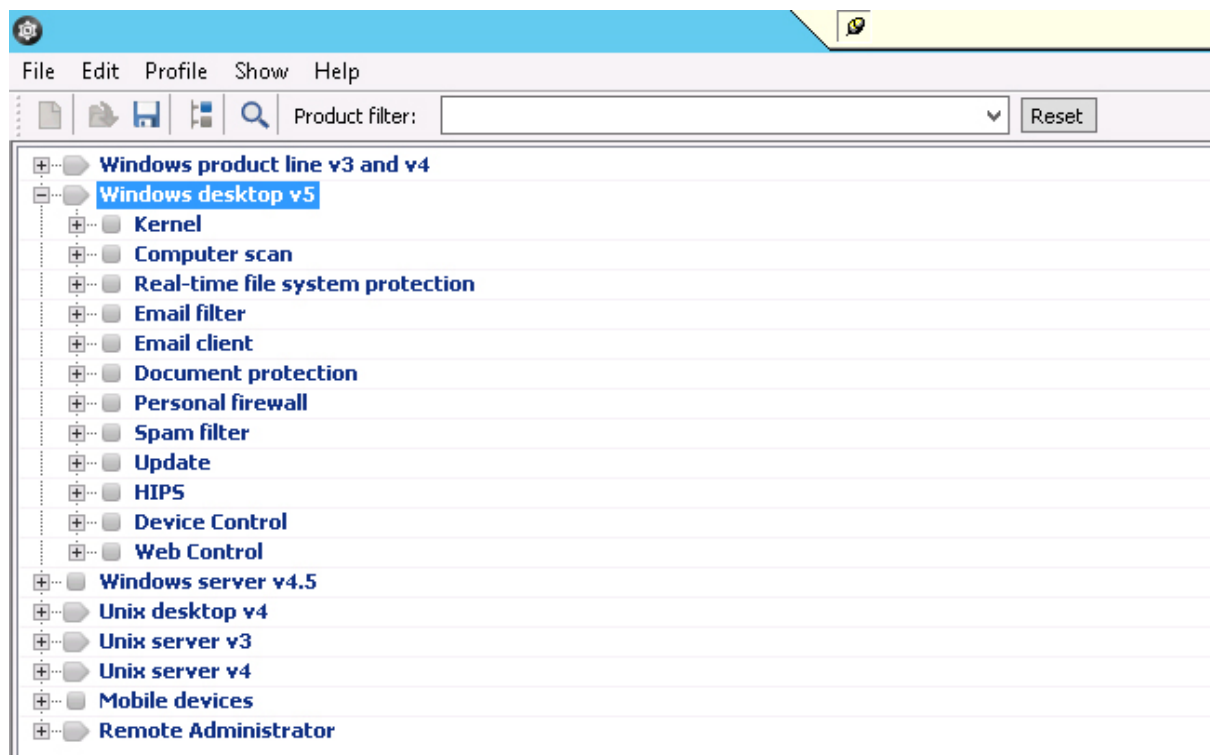 File Edit Profile Show Help
Product filter: Reset
Windows product line v3 and v4
Windows desktop v5
Kernel
Computer scan
Real-time file system protection
Email filter
Email client
Document protection
Personal firewall
Spam filter
Update
HIPS
Device Control
Web Control
Windows server v4.5
Unix desktop v4
Unix server v3
Unix server v4
Mobile devices
Remote Administrator